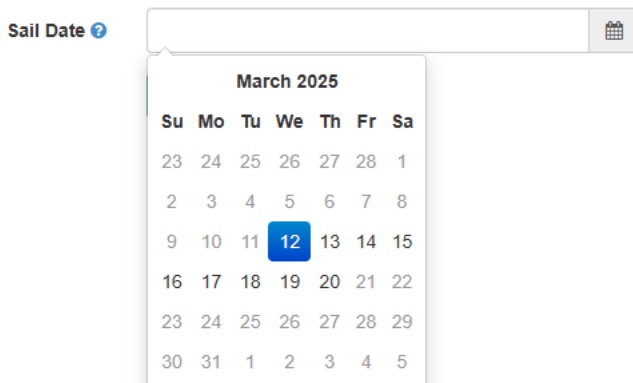 Sail Date ?
March 2025
Su Mo Tu We Th Fr Sa
23 24 25 26 27 28 1
2 3 4 5 6 7 8
9 10 11 12 13 14 15
16 17 18 19 20 21 22
23 24 25 26 27 28 29
30 31 1 2 3 4 5